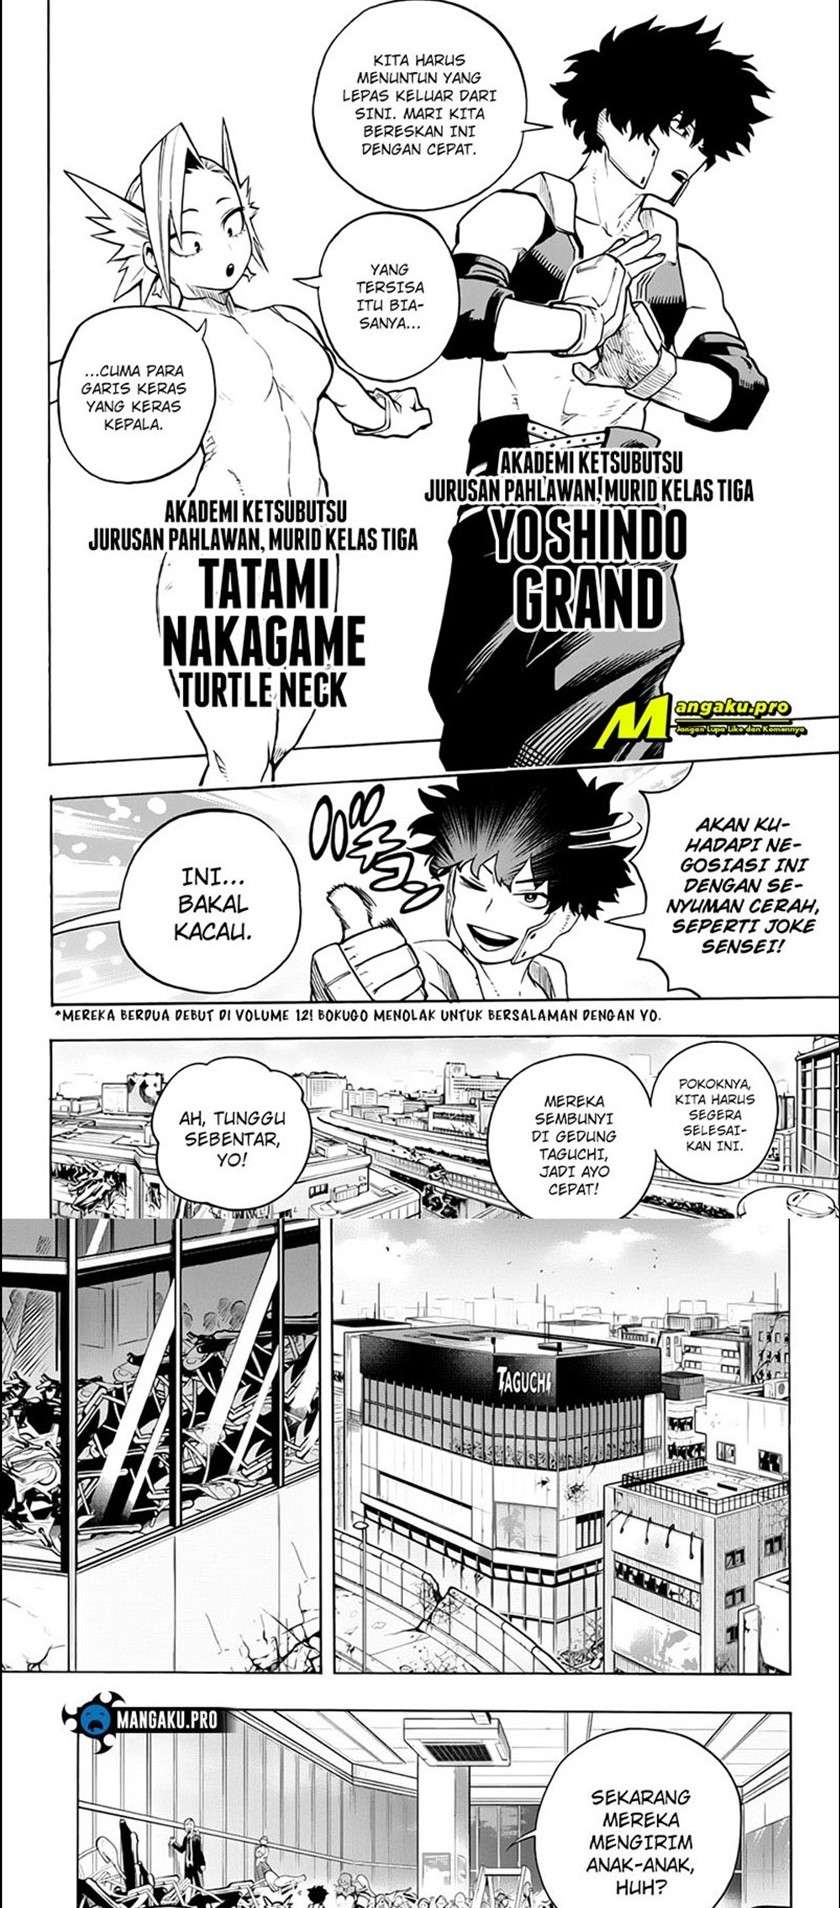 KITA HARUS
MENUNTUN YANG
LEPAS KELUAR DARI
SINI. MARI KITA
BERESKAN INI
DENGAN CEPAT.
YANG
TERSISA
ITU BIA-
SANYA...
...CUMA PARA
GARIS KERAS
YANG KERAS
KEPALA.
AKADEMI KETSUBUTSU
JURUSAN PAHLAWAN, MURID KELAS TIGA
YO SHINDO
GRAND
AKADEMI KETSUBUTSU
JURUSAN PAHLAWAN, MURID KELAS TIGA
TATAMI
NAKAGAME
TURTLE NECK
Mangaku.pro
Jangan Lupa Like dan Komennya
AKAN KU-
HADAPI NE-
GOSIASI INI
DENGAN SE-
NYUMAN CERAH,
SEPERTI JOKE
SENSEI!
INI...
BAKAL
KACAU.
*MEREKA BERDUA DEBUT DI VOLUME 12! BOKUGO MENOLAK UNTUK BERSALAMAN DENGAN YO.
POKOKNYA,
KITA HARUS
SEGERA
SELESAI-
KAN INI.
MEREKA
SEMBUNYI
DI GEDUNG
TAGUCHI,
JADI AYO
CEPAT!
AH, TUNGGU
SEBENTAR,
YO!
TAGUCHI
MANGAKU.PRO
SEKARANG
MEREKA
MENGIRIM
ANAK-ANAK,
HUH?